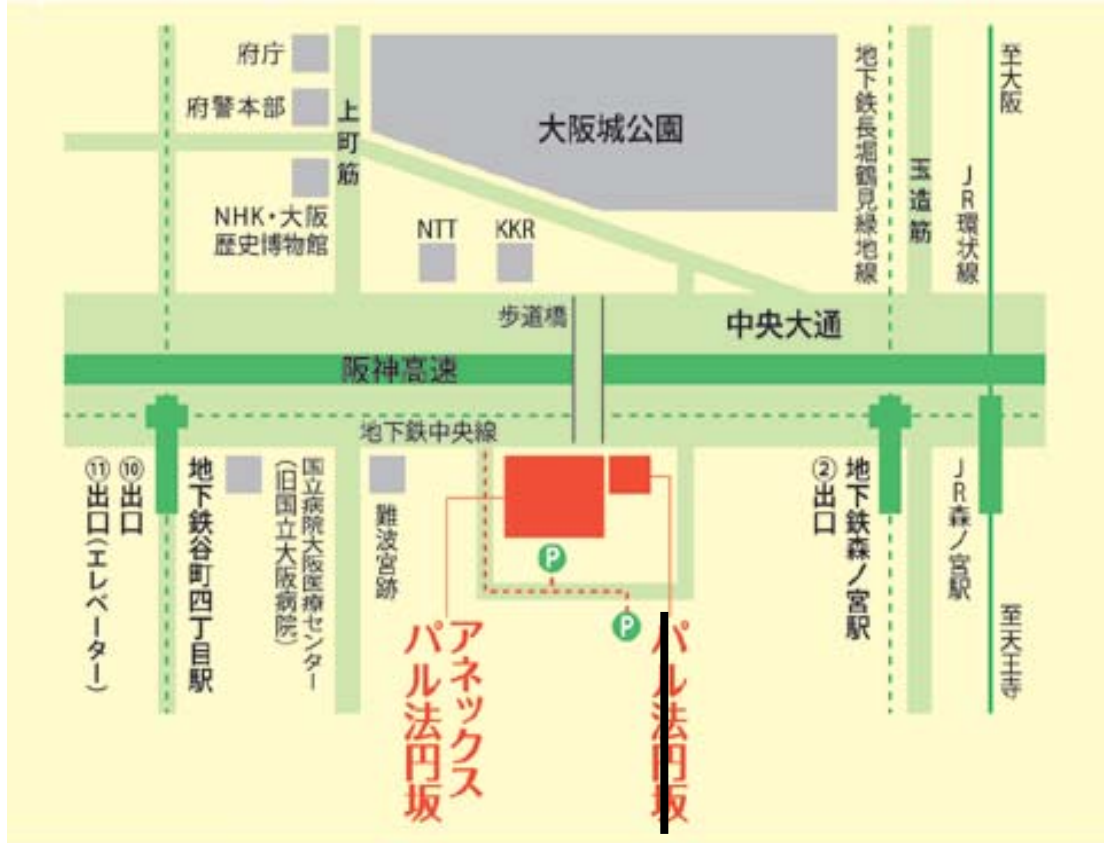 府庁
府警本部
上町筋
大阪城公園
地下鉄長堀鶴見緑地線
玉造筋
JR環状線
至大阪
NHK・大阪
歴史博物館
NTT
KKR
歩道橋
中央大通
阪神高速
地下鉄中央線
⑪出口(エレベーター)
⑩出口
地下鉄谷町四丁目駅
国立病院大阪医療センター
(旧国立大阪病院)
難波宮跡
P
P
②出口
地下鉄森ノ宮駅
JR森ノ宮駅
至天王寺
アネックス
パル法円坂
パル法円坂